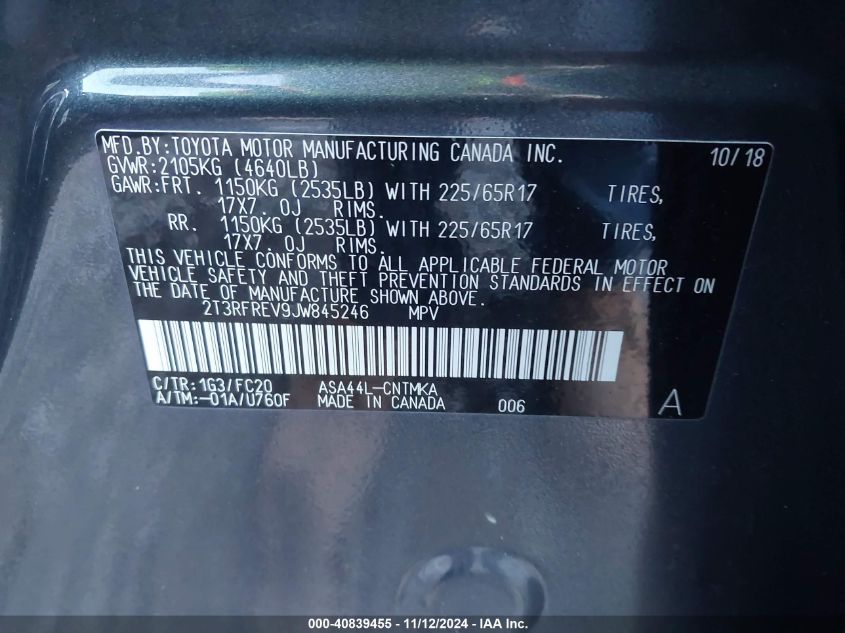 MFD.BY:TOYOTA MOTOR MANUFACTURING CANADA INC. 10/18
GVWR:2105KG (4640LB)
GAWR:FRT. 1150KG (2535LB) WITH 225/65R17 TIRES,
17X7.0J RIMS.
RR. 1150KG (2535LB) WITH 225/65R17 TIRES,
17X7.0J RIMS.
THIS VEHICLE CONFORMS TO ALL APPLICABLE FEDERAL MOTOR
VEHICLE SAFETY AND THEFT PREVENTION STANDARDS IN EFFECT ON
THE DATE OF MANUFACTURE SHOWN ABOVE.
2T3RFREV9JW845246 MPV
C/TR:1G3/FC20 ASA44L-CNTMKA
A/TM:-01A/U760F MADE IN CANADA 006 A
000-40839455 - 11/12/2024 - IAA Inc.